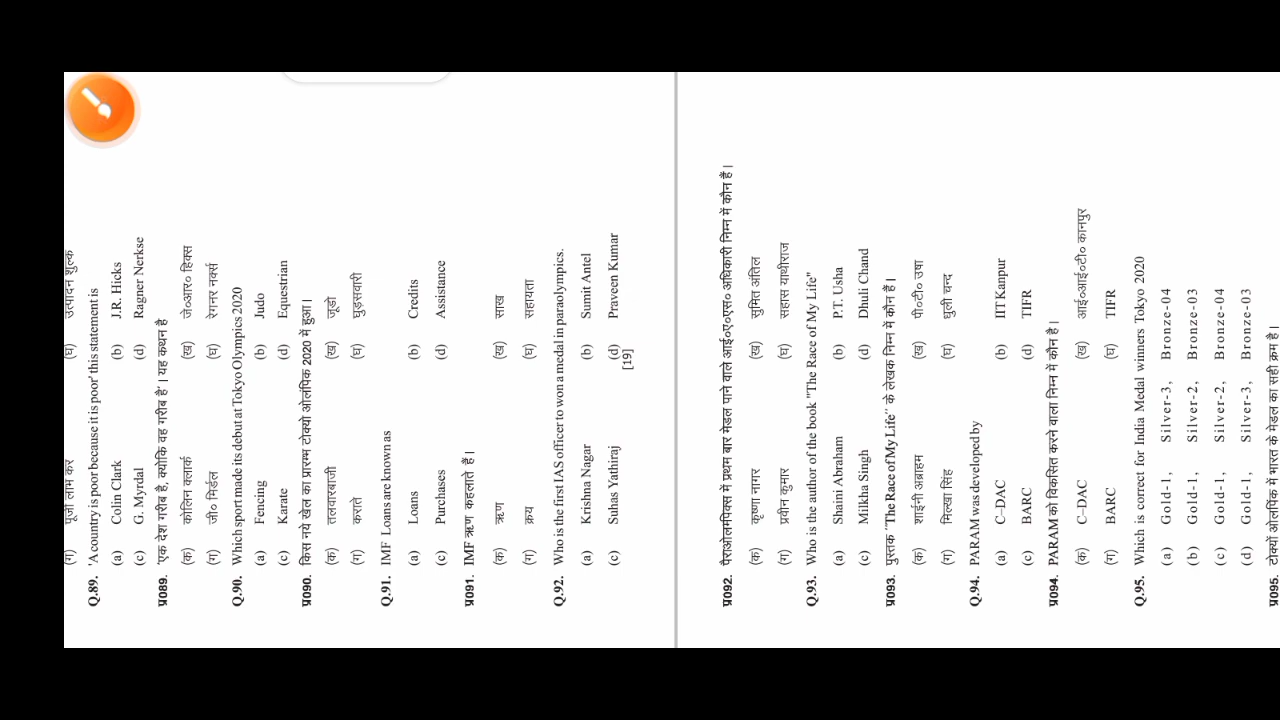 (ग) पूंजी लाभ कर (घ) उत्पादन शुल्क
Q.89. 'A country is poor because it is poor' this statement is
(a) Colin Clark (b) J.R. Hicks
(c) G. Myrdal (d) Ragner Nerkse
प्र089. 'एक देश गरीब है, क्योंकि वह गरीब है'। यह कथन है
(क) कोलिन क्लार्क (ख) जे०आर० हिक्स
(ग) जी० मिर्डल (घ) रेगनर नर्क्स
Q.90. Which sport made its debut at Tokyo Olympics 2020
(a) Fencing (b) Judo
(c) Karate (d) Equestrian
प्र090. किस नये खेल का प्रारम्भ टोक्यो ओलंपिक 2020 में हुआ।
(क) तलवारबाजी (ख) जूडो
(ग) कराते (घ) घुड़सवारी
Q.91. IMF Loans are known as
(a) Loans (b) Credits
(c) Purchases (d) Assistance
प्र091. IMF ऋण कहलाते हैं।
(क) ऋण (ख) साख
(ग) क्रय (घ) सहायता
Q.92. Who is the first IAS officer to won a medal in paraolympics.
(a) Krishna Nagar (b) Sumit Antel
(c) Suhas Yathiraj (d) Praveen Kumar
[19]
प्र092. पैराओलमपिक्स में प्रथम बार मेडल पाने वाले आई०ए०एस० अधिकारी निम्न में कौन हैं।
(क) कृष्णा नागर (ख) सुमित अंतिल
(ग) प्रवीन कुमार (घ) सहास याथीराज
Q.93. Who is the author of the book "The Race of My Life"
(a) Shaini Abraham (b) P.T. Usha
(c) Milkha Singh (d) Dhuli Chand
प्र093. पुस्तक "The Race of My Life" के लेखक निम्न में कौन हैं।
(क) शाईनी अब्राहम (ख) पी०टी० उषा
(ग) मिल्खा सिंह (घ) धुली चन्द
Q.94. PARAM was developed by
(a) C-DAC (b) IIT Kanpur
(c) BARC (d) TIFR
प्र094. PARAM को विकसित करने वाला निम्न में कौन है।
(क) C-DAC (ख) आई०आई०टी० कानपुर
(ग) BARC (घ) TIFR
Q.95. Which is correct for India Medal winners Tokyo 2020
(a) Gold-1, Silver-3, Bronze-04
(b) Gold-1, Silver-2, Bronze-03
(c) Gold-1, Silver-2, Bronze-04
(d) Gold-1, Silver-3, Bronze-03
प्र095. टोक्यों ओलंपिक में भारत के मेडल का सही क्रम है।